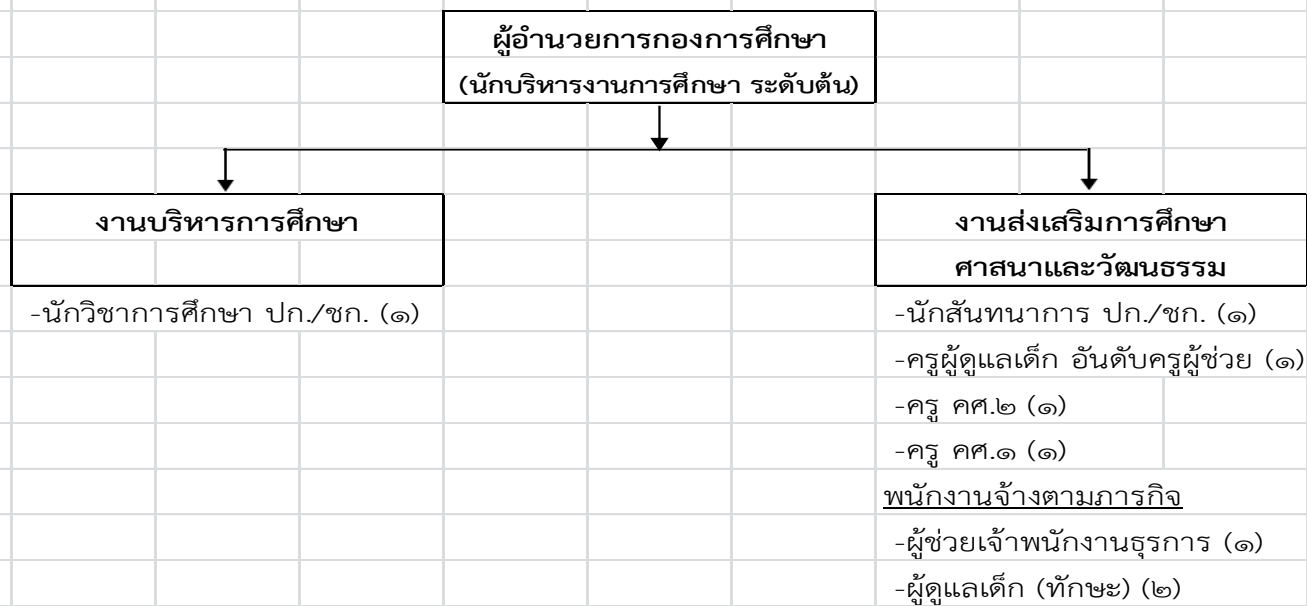 ผู้อำนวยการกองการศึกษา
(นักบริหารงานการศึกษา ระดับต้น)
งานบริหารการศึกษา
-นักวิชาการศึกษา ปก./ชก. (๑)
งานส่งเสริมการศึกษา
ศาสนาและวัฒนธรรม
-นักสันทนาการ ปก./ชก. (๑)
-ครูผู้ดูแลเด็ก อันดับครูผู้ช่วย (๑)
-ครู คศ.๒ (๑)
-ครู คศ.๑ (๑)
พนักงานจ้างตามภารกิจ
-ผู้ช่วยเจ้าพนักงานธุรการ (๑)
-ผู้ดูแลเด็ก (ทักษะ) (๒)